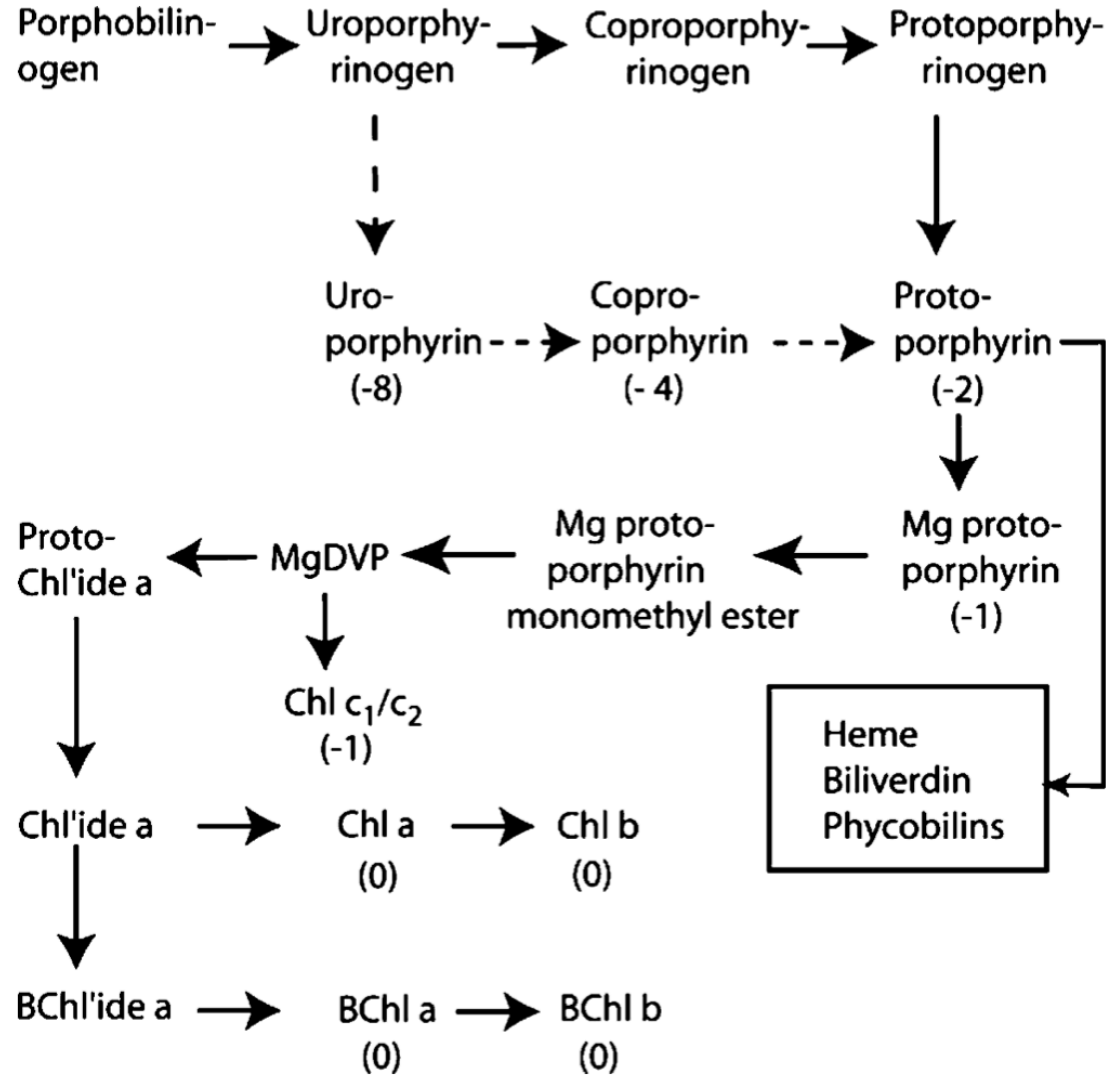 Porphobilin-
ogen
Uroporphy-
rinogen
Coproporphy-
rinogen
Protoporphy-
rinogen
Uro-
porphyrin
(-8)
Copro-
porphyrin
(- 4)
Proto-
porphyrin
(-2)
Proto-
Chl'ide a
MgDVP
Mg proto-
porphyrin
monomethyl ester
Mg proto-
porphyrin
(-1)
Chl c₁/c₂
(-1)
Heme
Biliverdin
Phycobilins
Chl'ide a
Chl a
(0)
Chl b
(0)
BChl'ide a
BChl a
(0)
BChl b
(0)